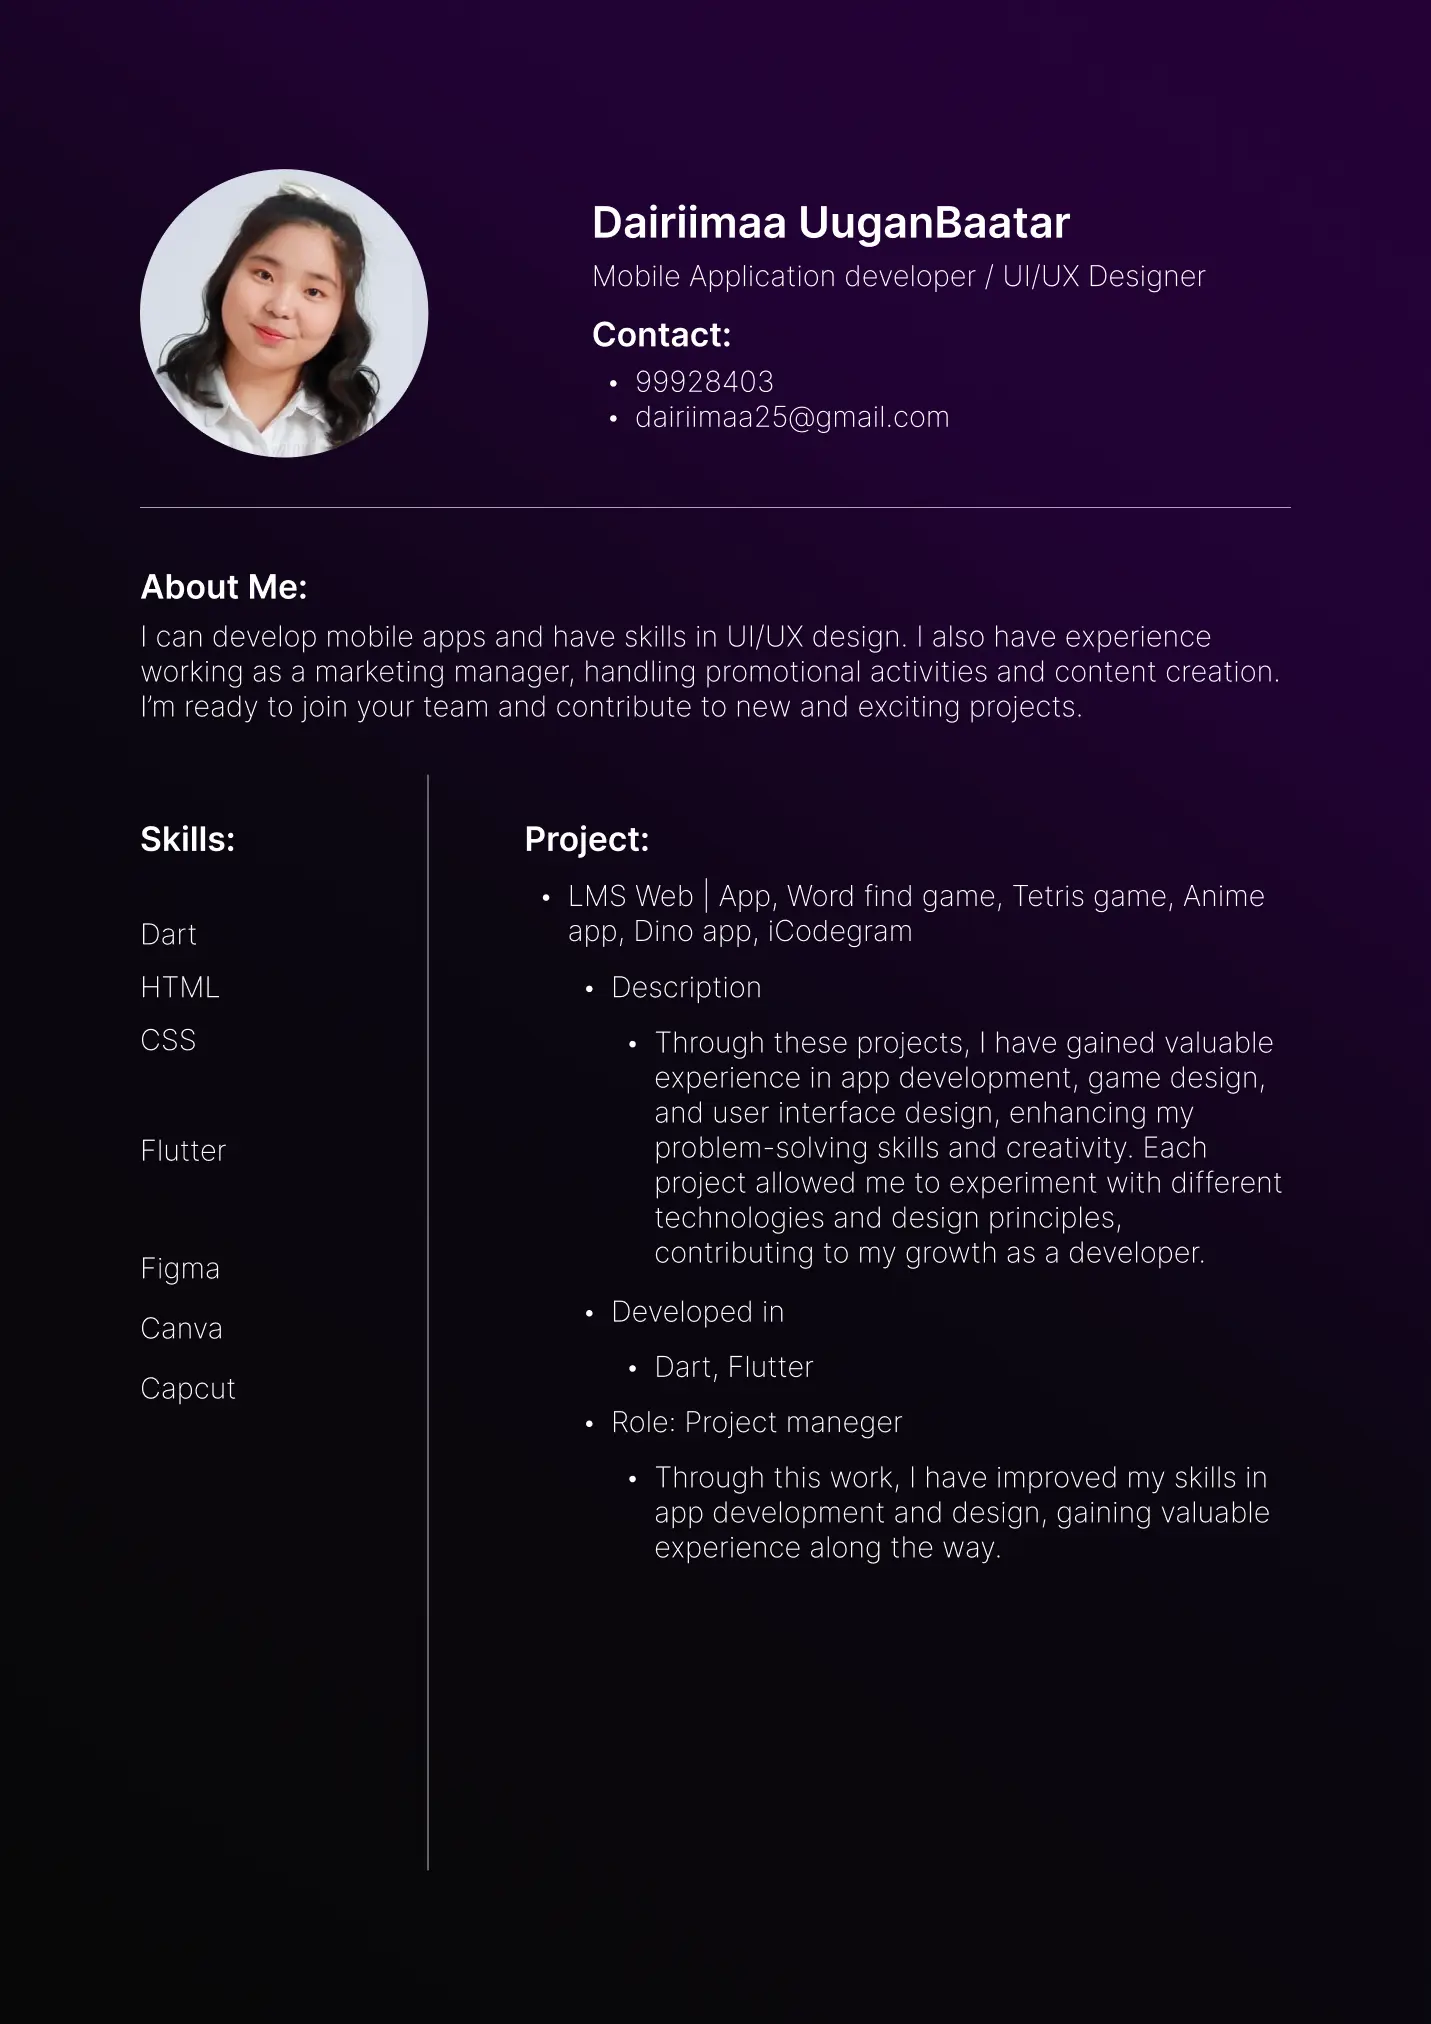 Dairiimaa UuganBaatar
Mobile Application developer / UI/UX Designer
Contact:
• 99928403
• dairiimaa25@gmail.com
About Me:
I can develop mobile apps and have skills in UI/UX design. I also have experience
working as a marketing manager, handling promotional activities and content creation.
I’m ready to join your team and contribute to new and exciting projects.
Skills:
Dart
HTML
CSS
Flutter
Figma
Canva
Capcut
Project:
• LMS Web | App, Word find game, Tetris game, Anime
app, Dino app, iCodegram
• Description
• Through these projects, I have gained valuable
experience in app development, game design,
and user interface design, enhancing my
problem-solving skills and creativity. Each
project allowed me to experiment with different
technologies and design principles,
contributing to my growth as a developer.
• Developed in
• Dart, Flutter
• Role: Project maneger
• Through this work, I have improved my skills in
app development and design, gaining valuable
experience along the way.